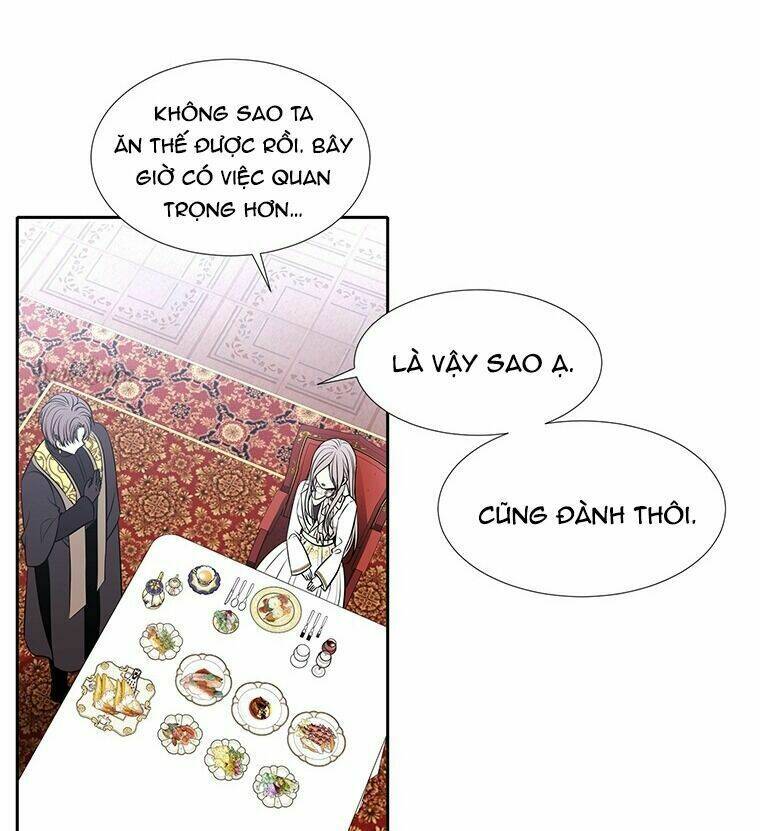 KHÔNG SAO TA
ĂN THẾ ĐƯỢC RỒI. BÂY
GIỜ CÓ VIỆC QUAN
TRỌNG HƠN...
LÀ VẬY SAO Ạ.
CŨNG ĐÀNH THÔI.